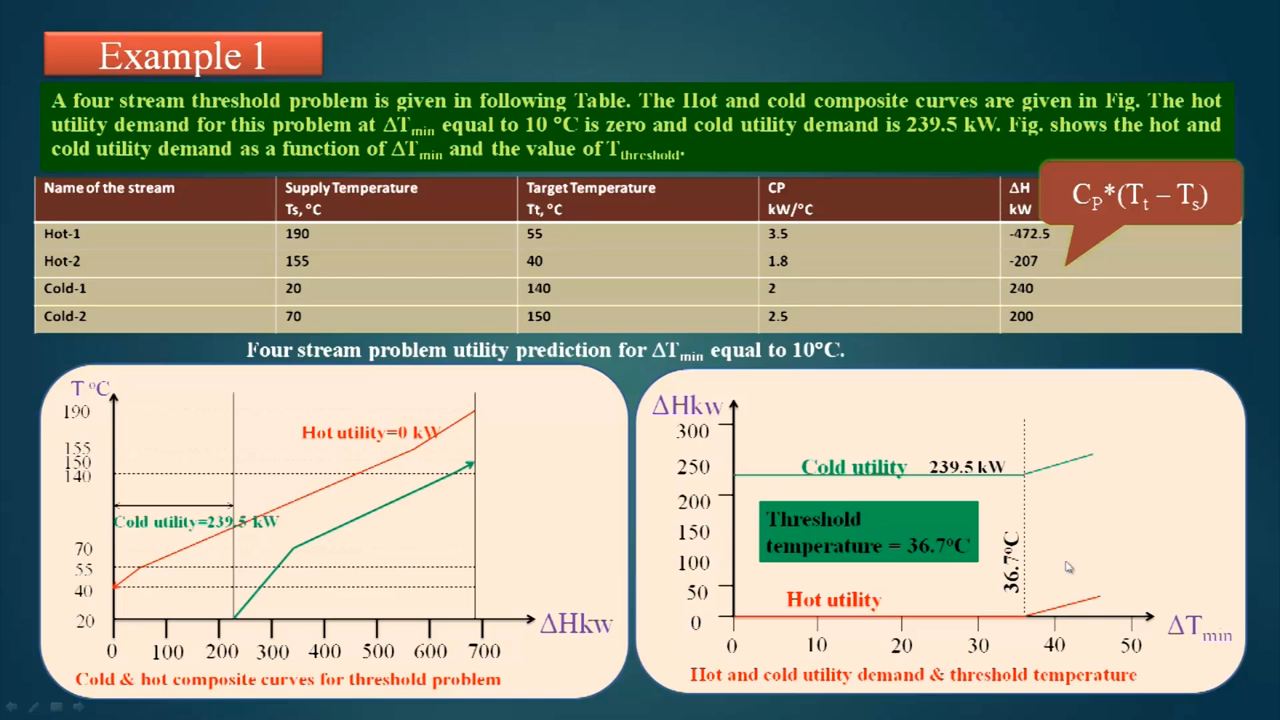 Example 1
A four stream threshold problem is given in following Table. The Hot and cold composite curves are given in Fig. The hot
utility demand for this problem at ΔTmin equal to 10 °C is zero and cold utility demand is 239.5 kW. Fig. shows the hot and
cold utility demand as a function of ΔTmin and the value of Tthreshold.
Name of the stream Supply Temperature Ts, °C Target Temperature Tt, °C CP kW/°C ΔH kW
CP*(Tt – Ts)
Hot-1 190 55 3.5 -472.5
Hot-2 155 40 1.8 -207
Cold-1 20 140 2 240
Cold-2 70 150 2.5 200
Four stream problem utility prediction for ΔTmin equal to 10°C.
T °C
190
155
150
140
70
55
40
20
Hot utility=0 kW
Cold utility=239.5 kW
0 100 200 300 400 500 600 700
ΔHkw
Cold & hot composite curves for threshold problem
ΔHkw
300
250
200
150
100
50
0
Cold utility 239.5 kW
Threshold
temperature = 36.7°C
36.7°C
Hot utility
0 10 20 30 40 50
ΔTmin
Hot and cold utility demand & threshold temperature